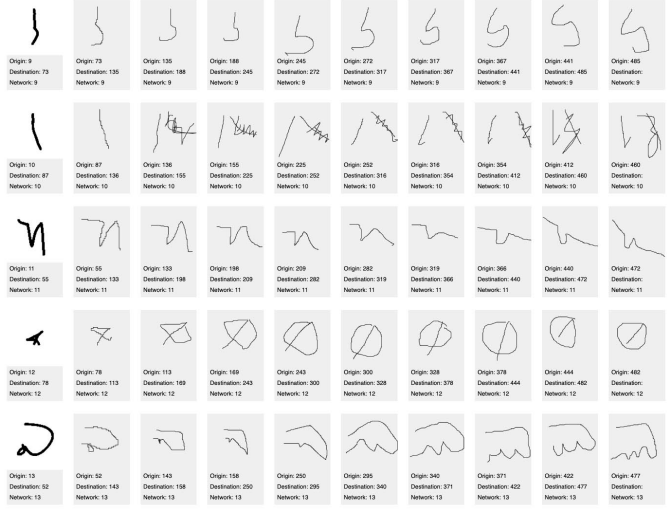 Origin: 9
Destination: 73
Network: 9
Origin: 73
Destination: 135
Network: 9
Origin: 135
Destination: 188
Network: 9
Origin: 188
Destination: 245
Network: 9
Origin: 245
Destination: 272
Network: 9
Origin: 272
Destination: 317
Network: 9
Origin: 317
Destination: 367
Network: 9
Origin: 367
Destination: 441
Network: 9
Origin: 441
Destination: 485
Network: 9
Origin: 485
Destination:
Network: 9
Origin: 10
Destination: 87
Network: 10
Origin: 87
Destination: 136
Network: 10
Origin: 136
Destination: 155
Network: 10
Origin: 155
Destination: 225
Network: 10
Origin: 225
Destination: 252
Network: 10
Origin: 252
Destination: 316
Network: 10
Origin: 316
Destination: 354
Network: 10
Origin: 354
Destination: 412
Network: 10
Origin: 412
Destination: 460
Network: 10
Origin: 460
Destination:
Network: 10
Origin: 11
Destination: 55
Network: 11
Origin: 55
Destination: 133
Network: 11
Origin: 133
Destination: 198
Network: 11
Origin: 198
Destination: 209
Network: 11
Origin: 209
Destination: 282
Network: 11
Origin: 282
Destination: 319
Network: 11
Origin: 319
Destination: 366
Network: 11
Origin: 366
Destination: 440
Network: 11
Origin: 440
Destination: 472
Network: 11
Origin: 472
Destination:
Network: 11
Origin: 12
Destination: 78
Network: 12
Origin: 78
Destination: 113
Network: 12
Origin: 113
Destination: 169
Network: 12
Origin: 169
Destination: 243
Network: 12
Origin: 243
Destination: 300
Network: 12
Origin: 300
Destination: 328
Network: 12
Origin: 328
Destination: 378
Network: 12
Origin: 378
Destination: 444
Network: 12
Origin: 444
Destination: 482
Network: 12
Origin: 482
Destination:
Network: 12
Origin: 13
Destination: 52
Network: 13
Origin: 52
Destination: 143
Network: 13
Origin: 143
Destination: 158
Network: 13
Origin: 158
Destination: 250
Network: 13
Origin: 250
Destination: 295
Network: 13
Origin: 295
Destination: 340
Network: 13
Origin: 340
Destination: 371
Network: 13
Origin: 371
Destination: 422
Network: 13
Origin: 422
Destination: 477
Network: 13
Origin: 477
Destination:
Network: 13